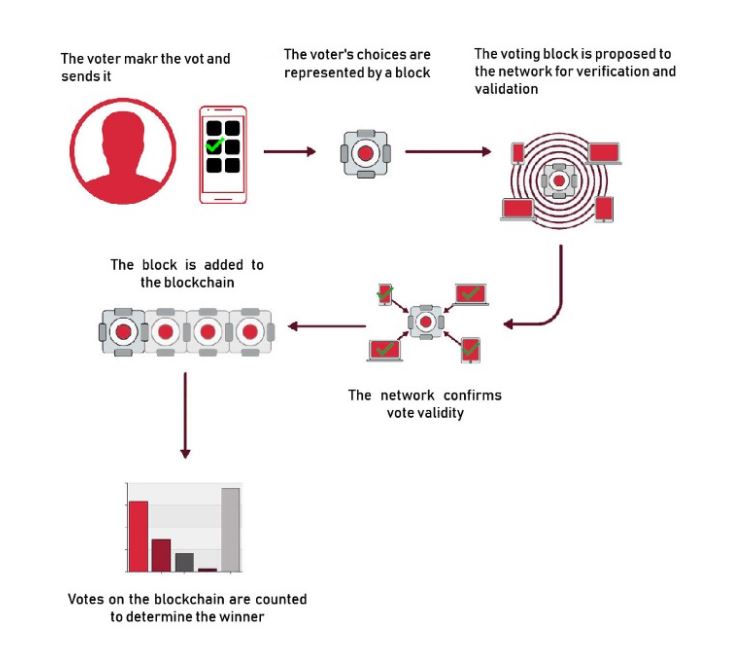 The voter makr the vot and
sends it
The voter's choices are
represented by a block
The voting block is proposed to
the network for verification and
validation
The block is added to
the blockchain
The network confirms
vote validity
Votes on the blockchain are counted
to determine the winner